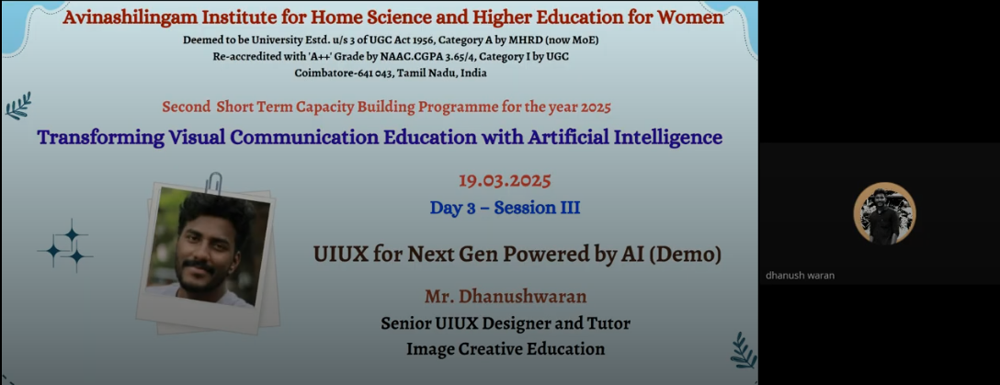 Avinashilingam Institute for Home Science and Higher Education for Women
Deemed to be University Estd. u/s 3 of UGC Act 1956, Category A by MHRD (now MoE)
Re-accredited with 'A++' Grade by NAAC.CGPA 3.65/4, Category I by UGC
Coimbatore-641 043, Tamil Nadu, India
Second Short Term Capacity Building Programme for the year 2025
Transforming Visual Communication Education with Artificial Intelligence
19.03.2025
Day 3 – Session III
UIUX for Next Gen Powered by AI (Demo)
Mr. Dhanushwaran
Senior UIUX Designer and Tutor
Image Creative Education
dhanush waran